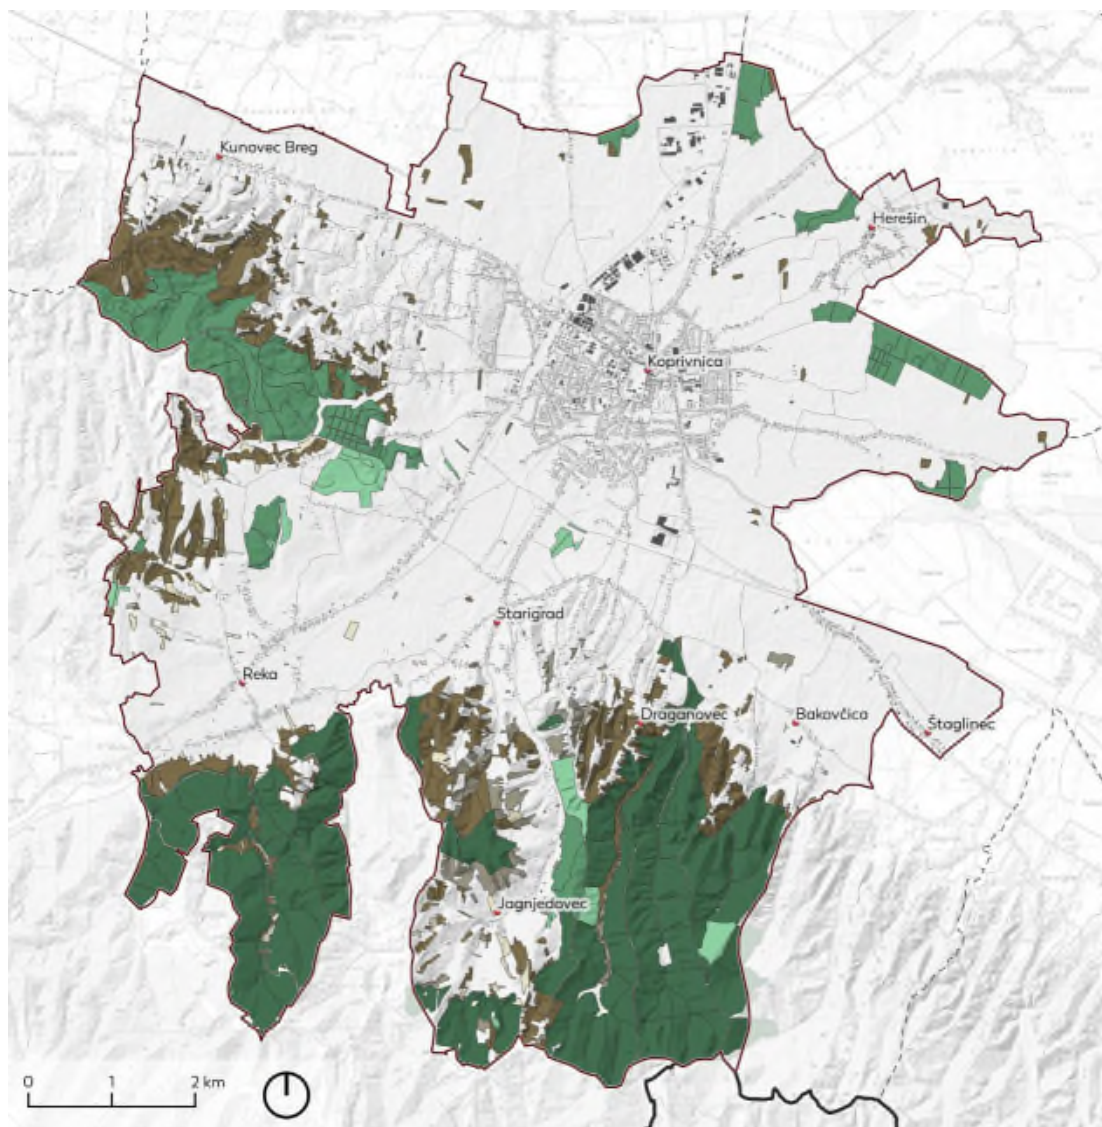 Kunovec Breg
Herešin
Koprivnica
Starigrad
Reka
Draganovec
Bakovčica
Štaglinec
Jagnjedovec
0 1 2 km